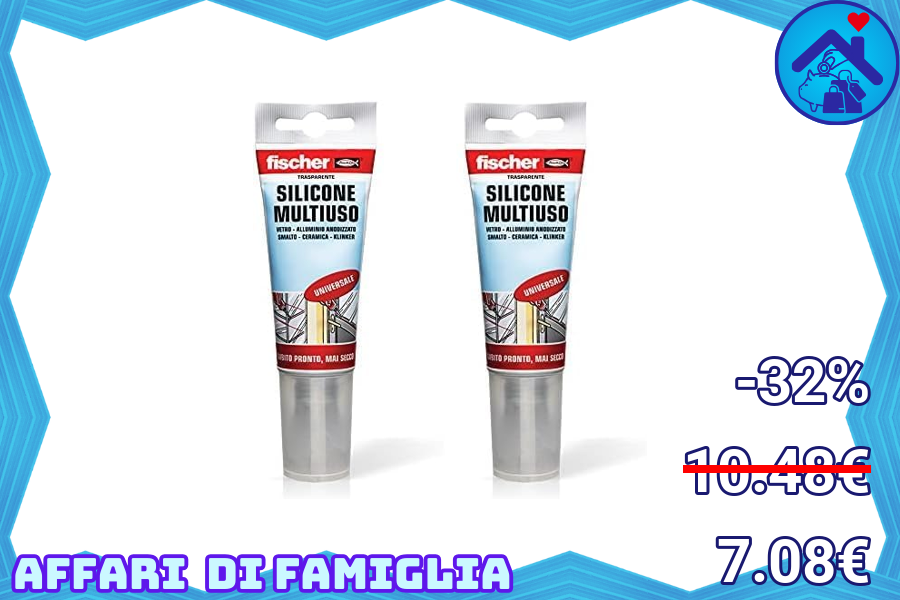 fischer
TRASPARENTE
SILICONE
MULTIUSO
VETRO - ALLUMINIO ANODIZZATO
SMALTO - CERAMICA - KLINKER
UNIVERSALE
SUBITO PRONTO, MAI SECCO
fischer
TRASPARENTE
SILICONE
MULTIUSO
VETRO - ALLUMINIO ANODIZZATO
SMALTO - CERAMICA - KLINKER
UNIVERSALE
SUBITO PRONTO, MAI SECCO
-32%
10.48€
7.08€
AFFARI DI FAMIGLIA